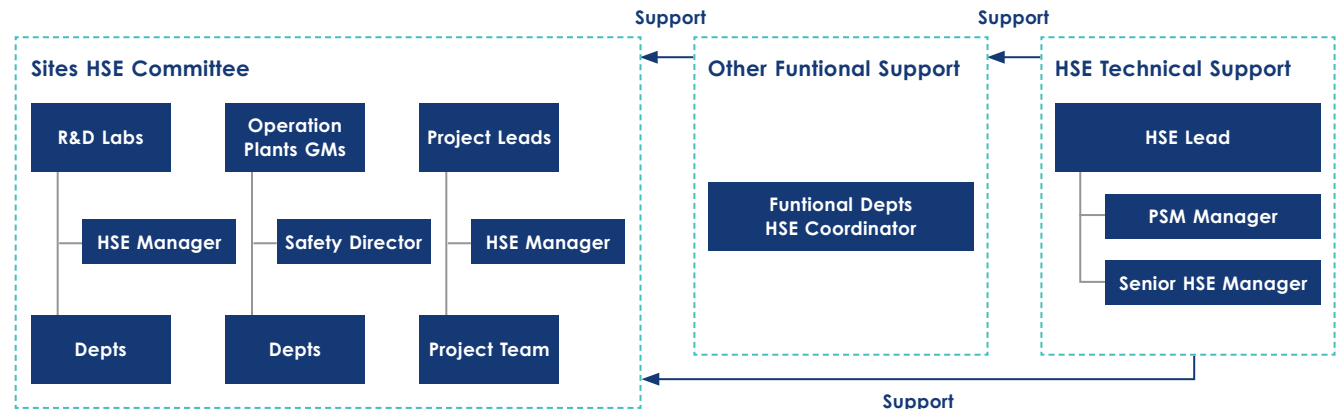 Support
Support
Sites HSE Committee
Other Funtional Support
HSE Technical Support
R&D Labs
Operation
Plants GMs
Project Leads
HSE Lead
Funtional Depts
HSE Coordinator
PSM Manager
HSE Manager
Safety Director
HSE Manager
Senior HSE Manager
Depts
Depts
Project Team
Support